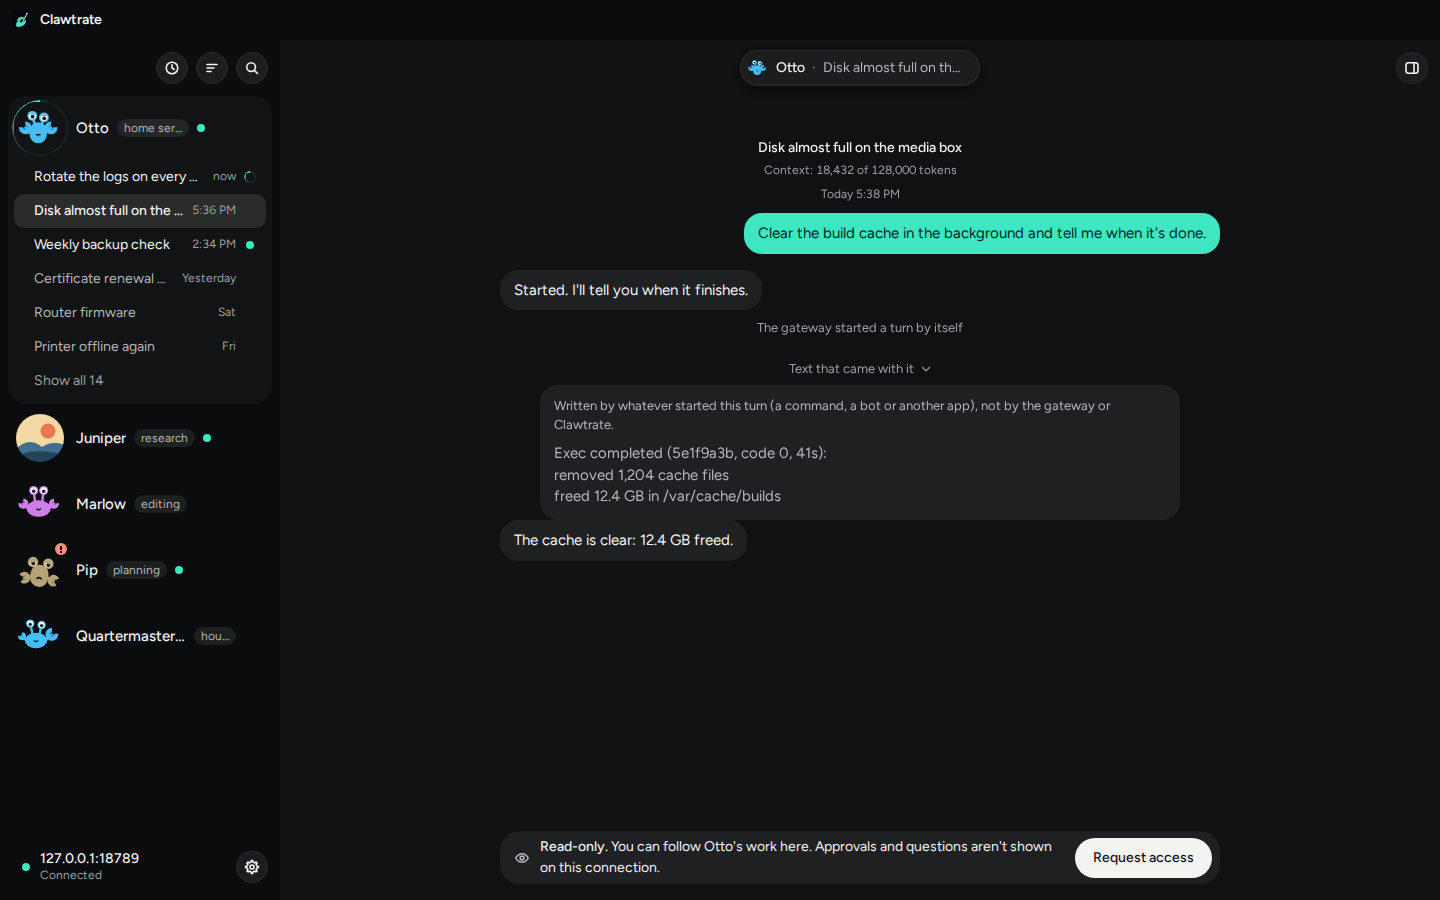 Clawtrate
Otto · Disk almost full on th...
Otto home ser...
Rotate the logs on every ... now
Disk almost full on the ... 5:36 PM
Weekly backup check 2:34 PM
Certificate renewal ... Yesterday
Router firmware Sat
Printer offline again Fri
Show all 14
Juniper research
Marlow editing
Pip planning
Quartermaster... hou...
127.0.0.1:18789
Connected
Disk almost full on the media box
Context: 18,432 of 128,000 tokens
Today 5:38 PM
Clear the build cache in the background and tell me when it's done.
Started. I'll tell you when it finishes.
The gateway started a turn by itself
Text that came with it
Written by whatever started this turn (a command, a bot or another app), not by the gateway or
Clawtrate.
Exec completed (5e1f9a3b, code 0, 41s):
removed 1,204 cache files
freed 12.4 GB in /var/cache/builds
The cache is clear: 12.4 GB freed.
Read-only. You can follow Otto's work here. Approvals and questions aren't shown
on this connection.
Request access